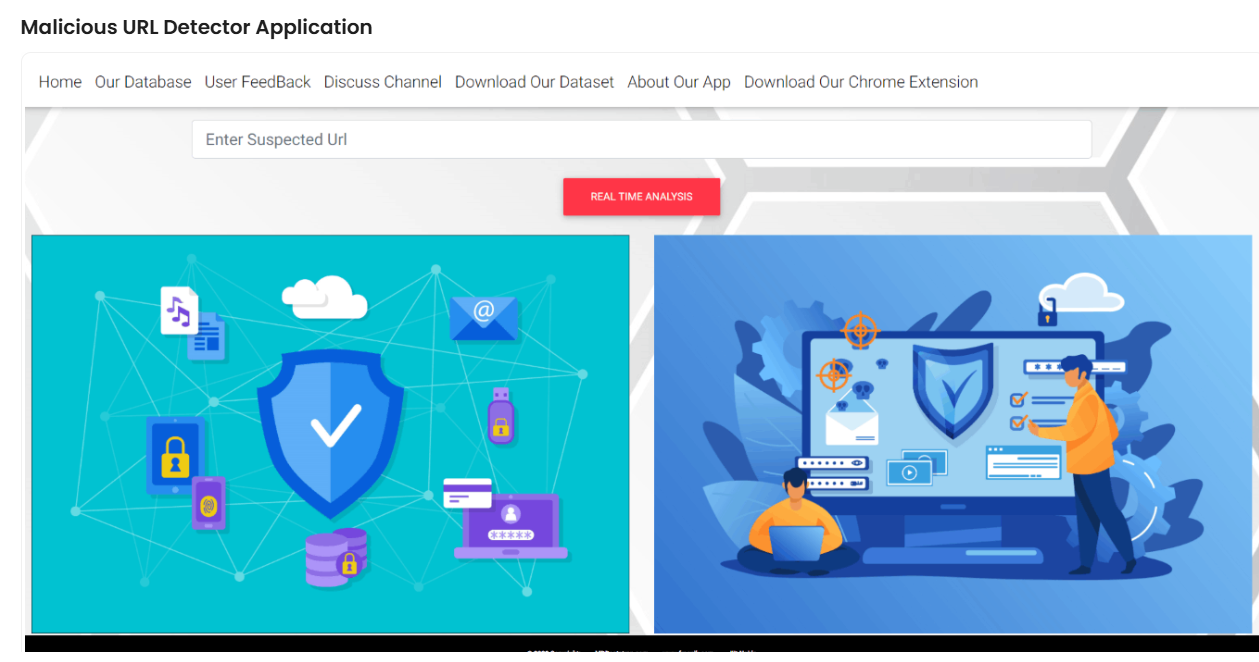 Malicious URL Detector Application
Home Our Database User FeedBack Discuss Channel Download Our Dataset About Our App Download Our Chrome Extension
Enter Suspected Url
REAL TIME ANALYSIS
@
*****